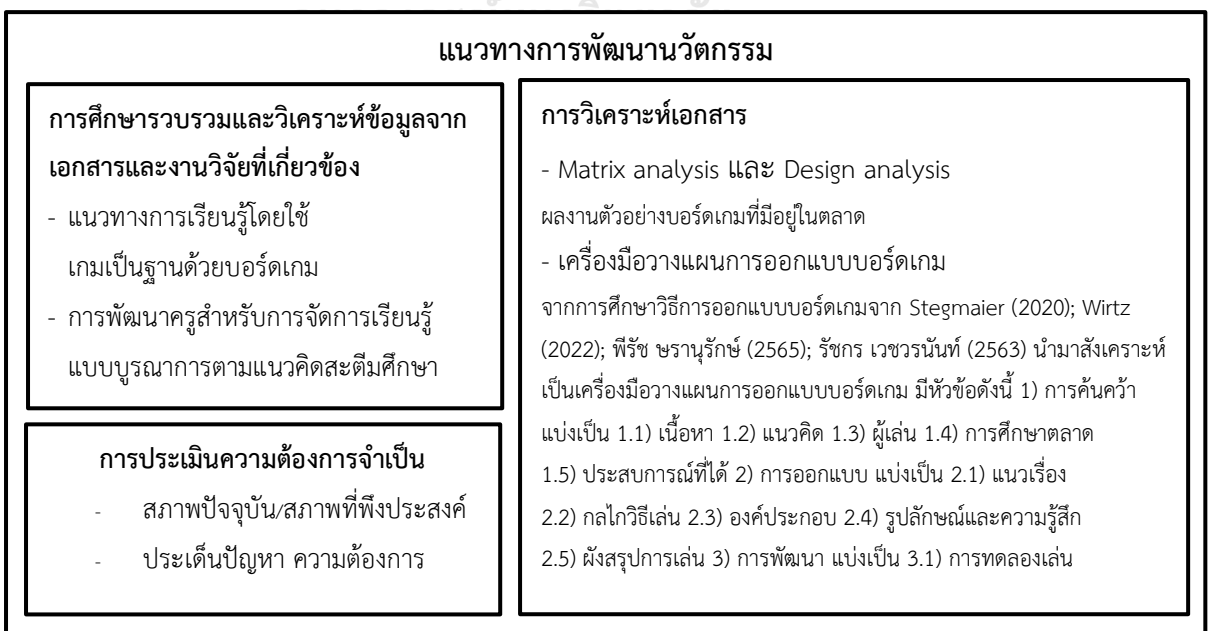 แนวทางการพัฒนานวัตกรรม
การศึกษารวบรวมและวิเคราะห์ข้อมูลจาก
เอกสารและงานวิจัยที่เกี่ยวข้อง
- แนวทางการเรียนรู้โดยใช้
เกมเป็นฐานด้วยบอร์ดเกม
- การพัฒนาครูสำหรับการจัดการเรียนรู้
แบบบูรณาการตามแนวคิดสะตีมศึกษา
การประเมินความต้องการจำเป็น
- สภาพปัจจุบัน/สภาพที่พึงประสงค์
- ประเด็นปัญหา ความต้องการ
การวิเคราะห์เอกสาร
- Matrix analysis และ Design analysis
ผลงานตัวอย่างบอร์ดเกมที่มีอยู่ในตลาด
- เครื่องมือวางแผนการออกแบบบอร์ดเกม
จากการศึกษาวิธีการออกแบบบอร์ดเกมจาก Stegmaier (2020); Wirtz
(2022); พีรัช ษรานุรักษ์ (2565); รัชกร เวชวรนันท์ (2563) นำมาสังเคราะห์
เป็นเครื่องมือวางแผนการออกแบบบอร์ดเกม มีหัวข้อดังนี้ 1) การค้นคว้า
แบ่งเป็น 1.1) เนื้อหา 1.2) แนวคิด 1.3) ผู้เล่น 1.4) การศึกษาตลาด
1.5) ประสบการณ์ที่ได้ 2) การออกแบบ แบ่งเป็น 2.1) แนวเรื่อง
2.2) กลไกวิธีเล่น 2.3) องค์ประกอบ 2.4) รูปลักษณ์และความรู้สึก
2.5) ผังสรุปการเล่น 3) การพัฒนา แบ่งเป็น 3.1) การทดลองเล่น